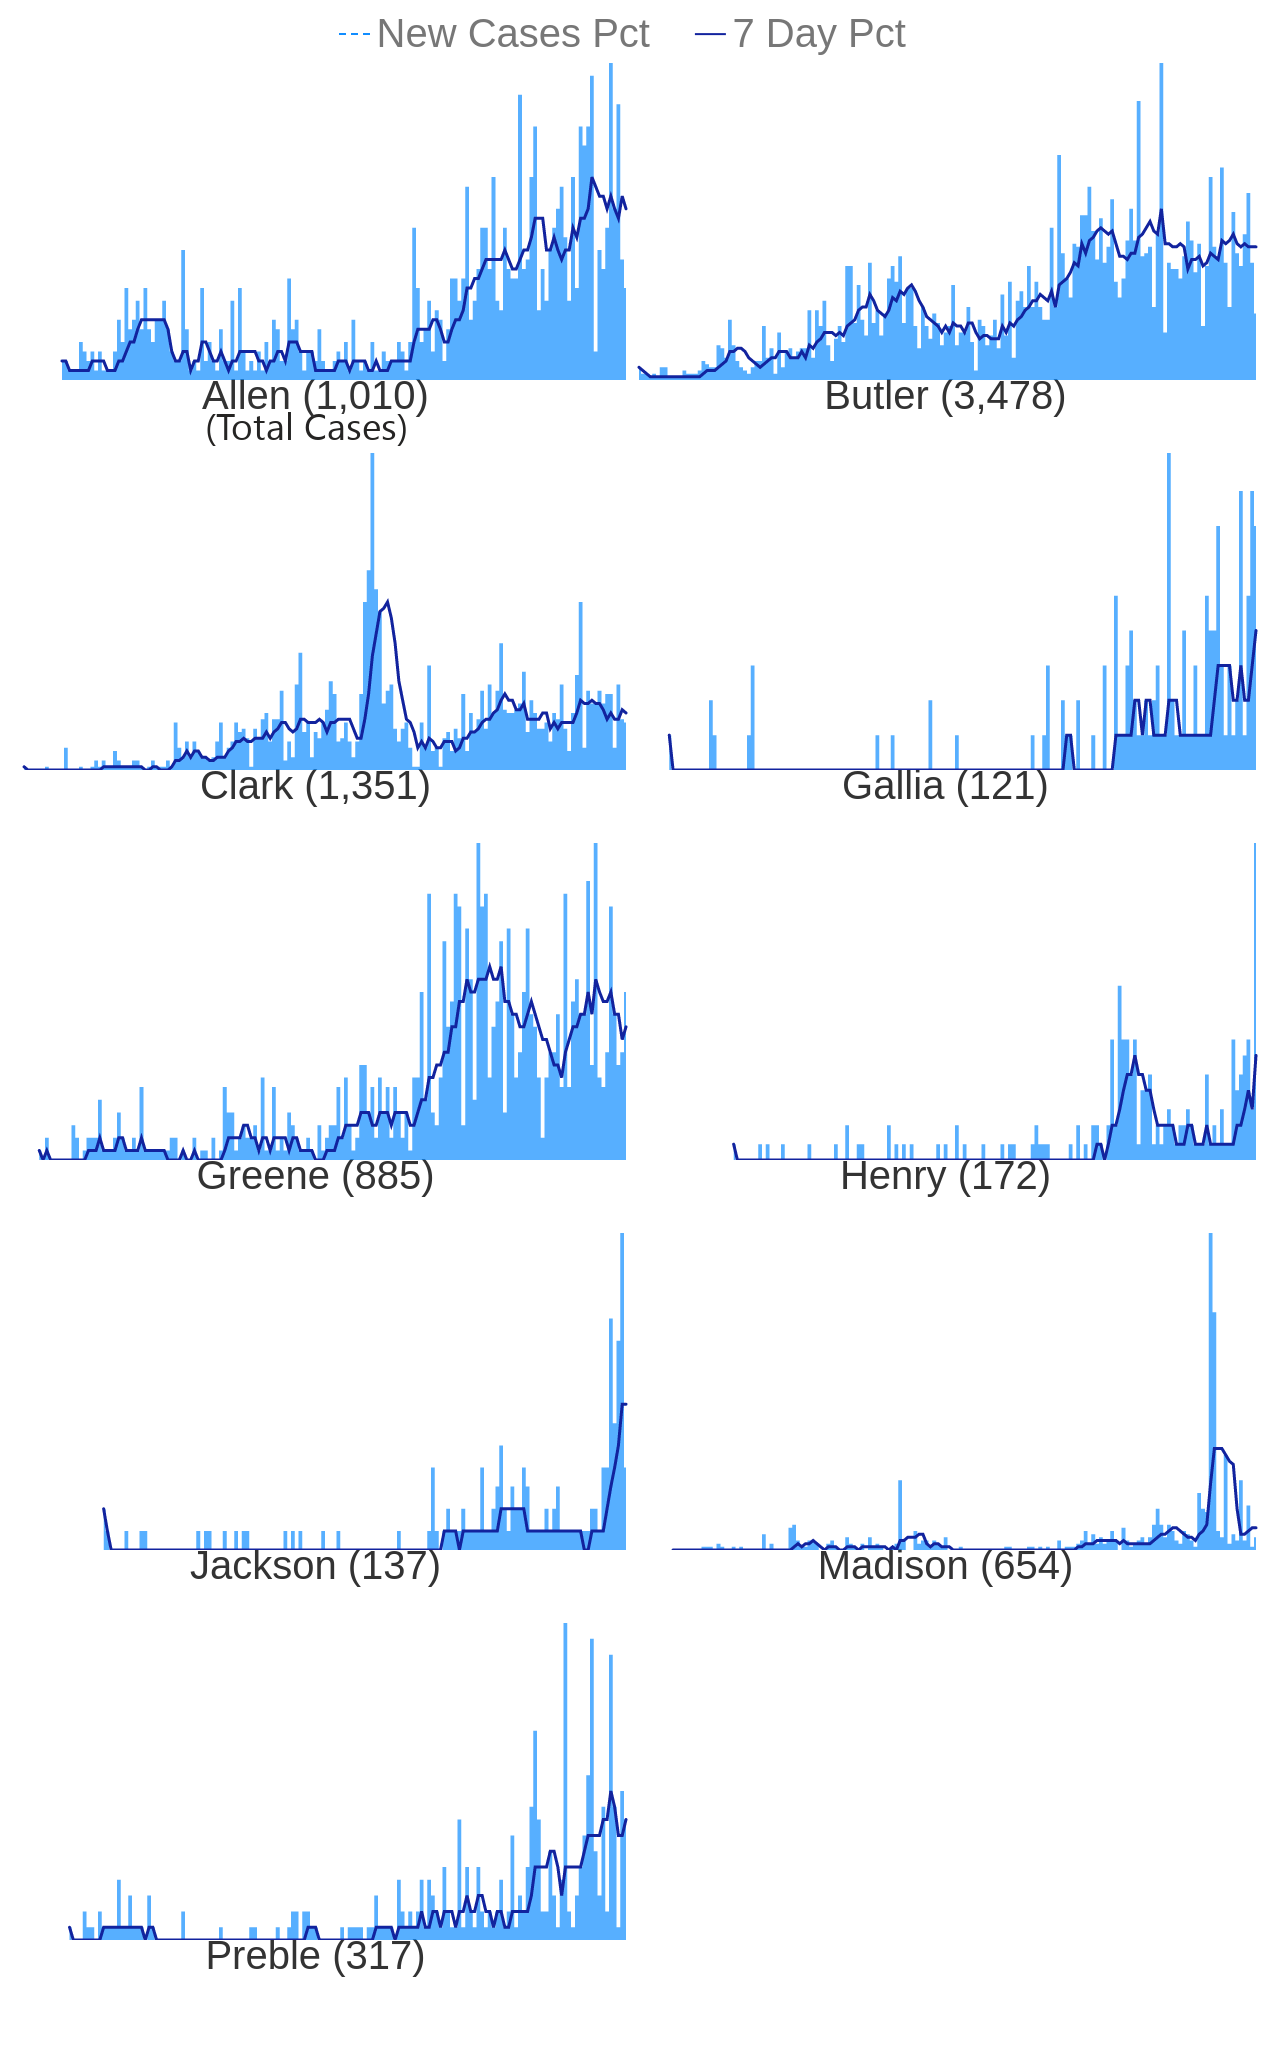 New Cases Pct 7 Day Pct
Allen (1,010) Butler (3,478)
(Total Cases)
Clark (1,351) Gallia (121)
Greene (885) Henry (172)
Jackson (137) Madison (654)
Preble (317)